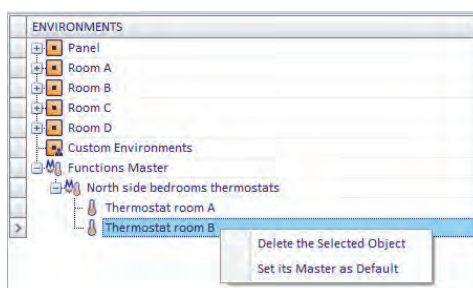 ENVIRONMENTS
Panel
Room A
Room B
Room C
Room D
Custom Environments
Functions Master
North side bedrooms thermostats
Thermostat room A
Thermostat room B
Delete the Selected Object
Set its Master as Default